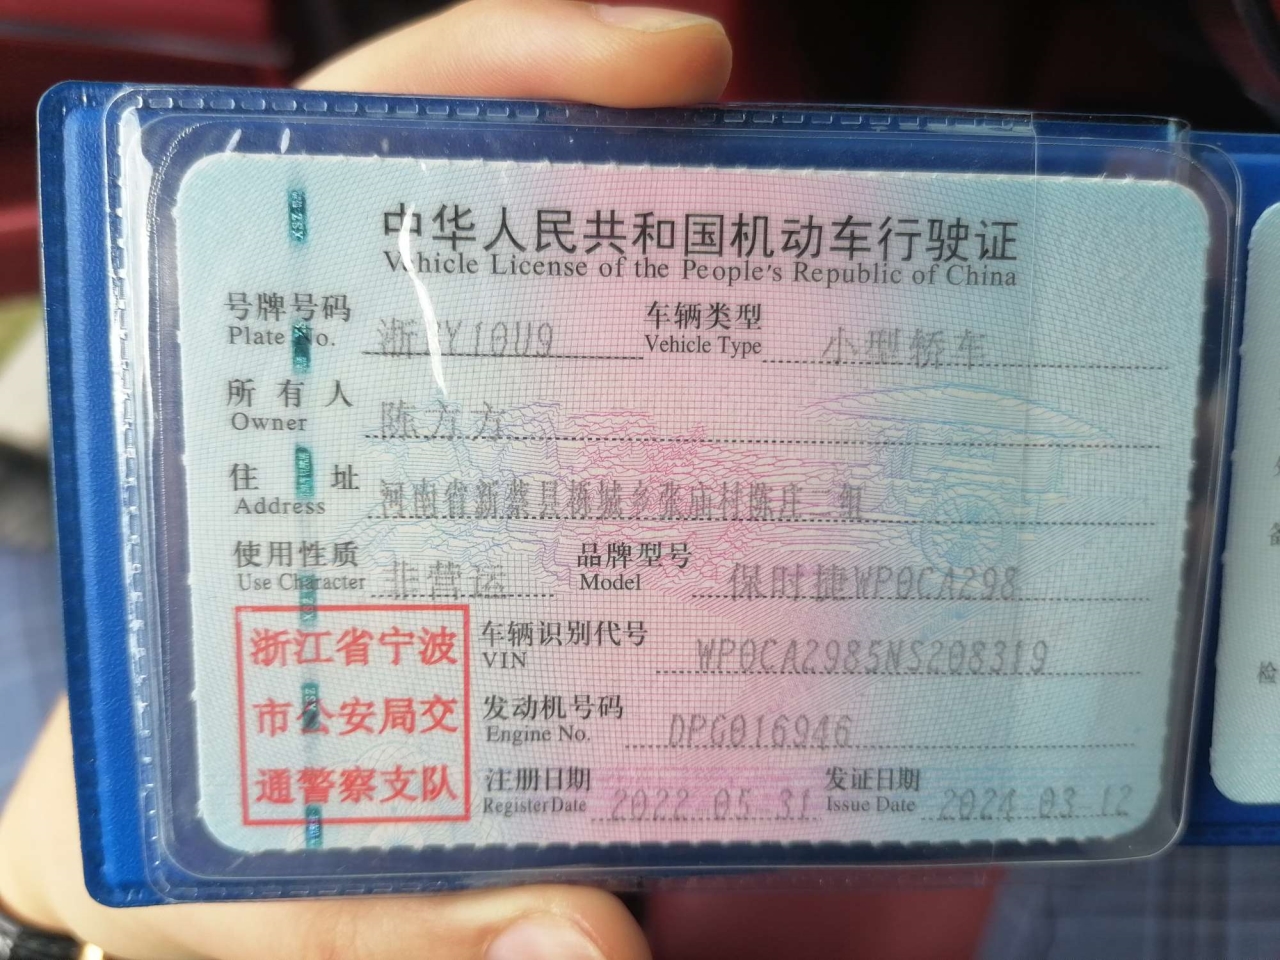 中华人民共和国机动车行驶证
Vehicle License of the People's Republic of China
号牌号码 车辆类型
Plate No. 浙 Y10U9 Vehicle Type 小型轿车
所有人
Owner 陈方方
住址
Address 河南省新蔡县栎城乡张庙村陈庄二组
使用性质 品牌型号
Use Character 非营运 Model 保时捷WP0CA298
车辆识别代号
VIN WP0CA2985NS208319
发动机号码
Engine No. DPG016946
注册日期 发证日期
Register Date 2022-05-31 Issue Date 2024-03-12
浙江省宁波
市公安局交
通警察支队
检